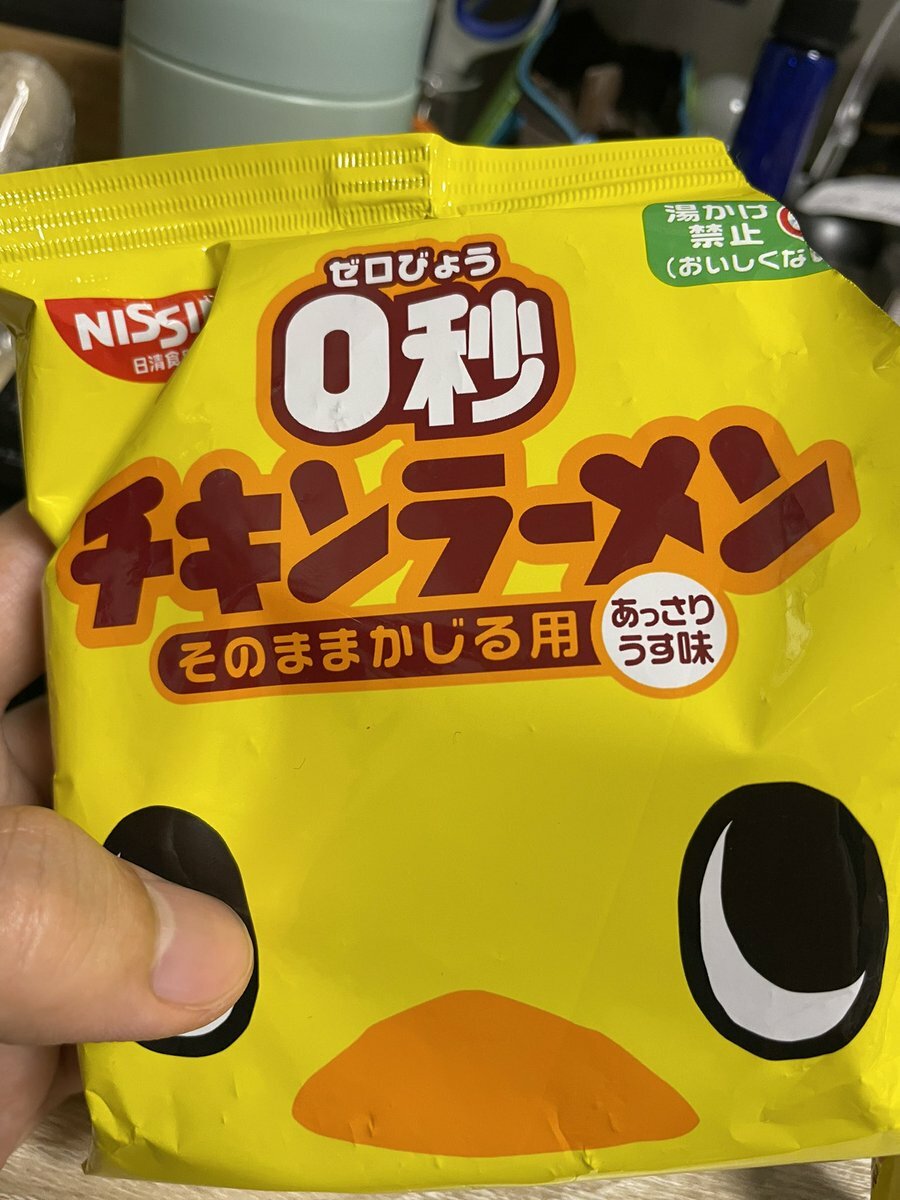 湯かけ
禁止
(おいしくな
ゼロびょう
0秒
NISSI
日清食
チキンラーメン
そのままかじる用
あっさり
うす味